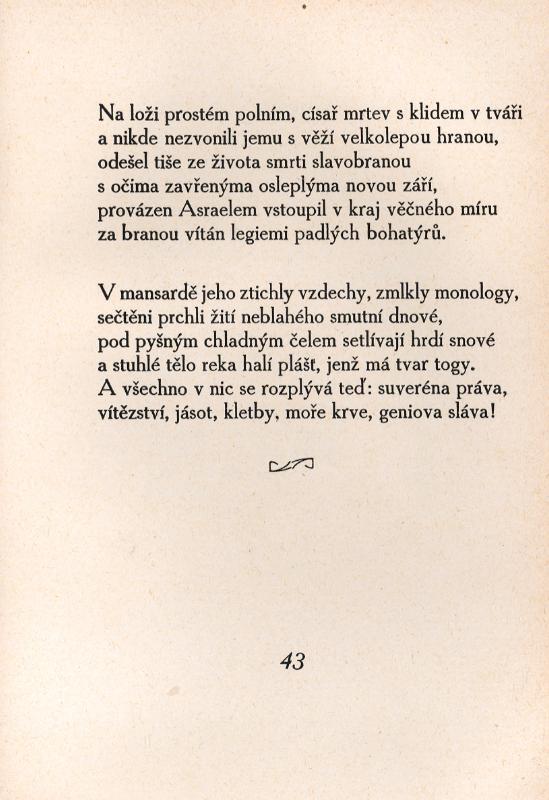 Na loži prostém polním, císař mrtev s klidem v tváři
a nikde nezvonili jemu s věží velkolepou hranou,
odešel tiše ze života smrti slavobranou
s očima zavřenýma osleplýma novou září,
provázen Asraelem vstoupil v kraj věčného míru
za branou vítán legiemi padlých bohatýrů.
V mansardě jeho ztichly vzdechy, zmlkly monology,
sečtěni prchli žití neblahého smutní dnové,
pod pyšným chladným čelem setlívají hrdí snové
a stuhlé tělo reka halí plášť, jenž má tvar togy.
A všechno v nic se rozplývá teď: suveréna práva,
vítězství, jásot, kletby, moře krve, geniova sláva!
43